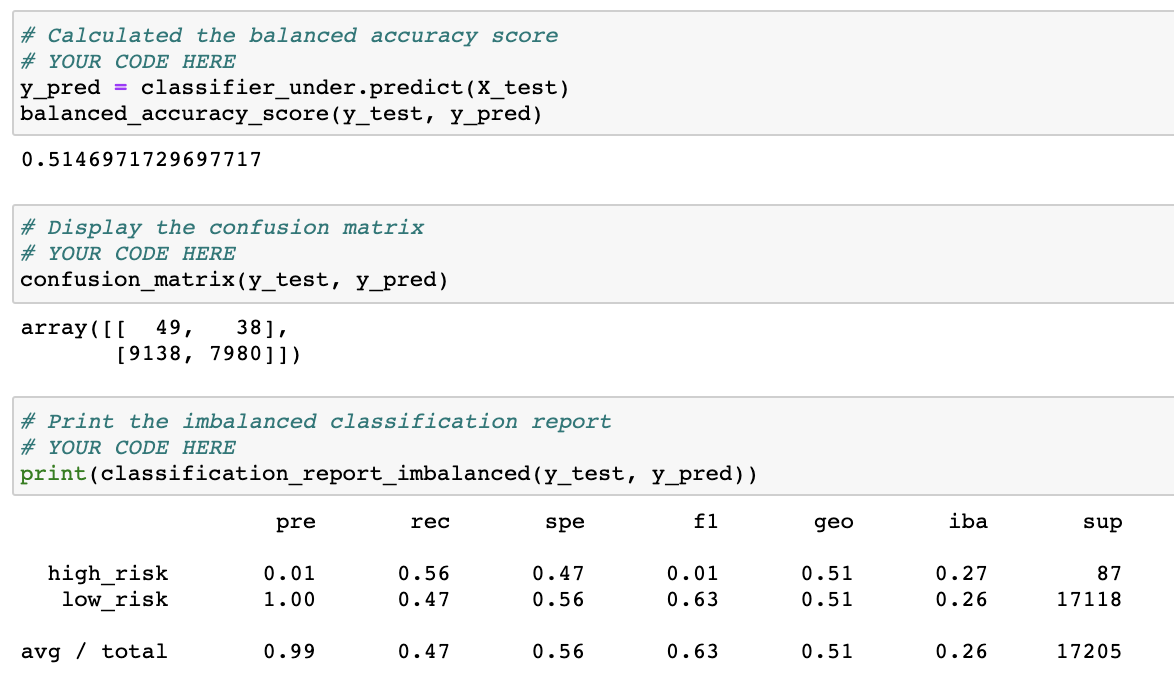 # Calculated the balanced accuracy score
# YOUR CODE HERE
y_pred = classifier_under.predict(X_test)
balanced_accuracy_score(y_test, y_pred)
0.5146971729697717
# Display the confusion matrix
# YOUR CODE HERE
confusion_matrix(y_test, y_pred)
array([[  49,   38],
       [9138, 7980]])
# Print the imbalanced classification report
# YOUR CODE HERE
print(classification_report_imbalanced(y_test, y_pred))
pre rec spe f1 geo iba sup
high_risk 0.01 0.56 0.47 0.01 0.51 0.27 87
low_risk 1.00 0.47 0.56 0.63 0.51 0.26 17118
avg / total 0.99 0.47 0.56 0.63 0.51 0.26 17205